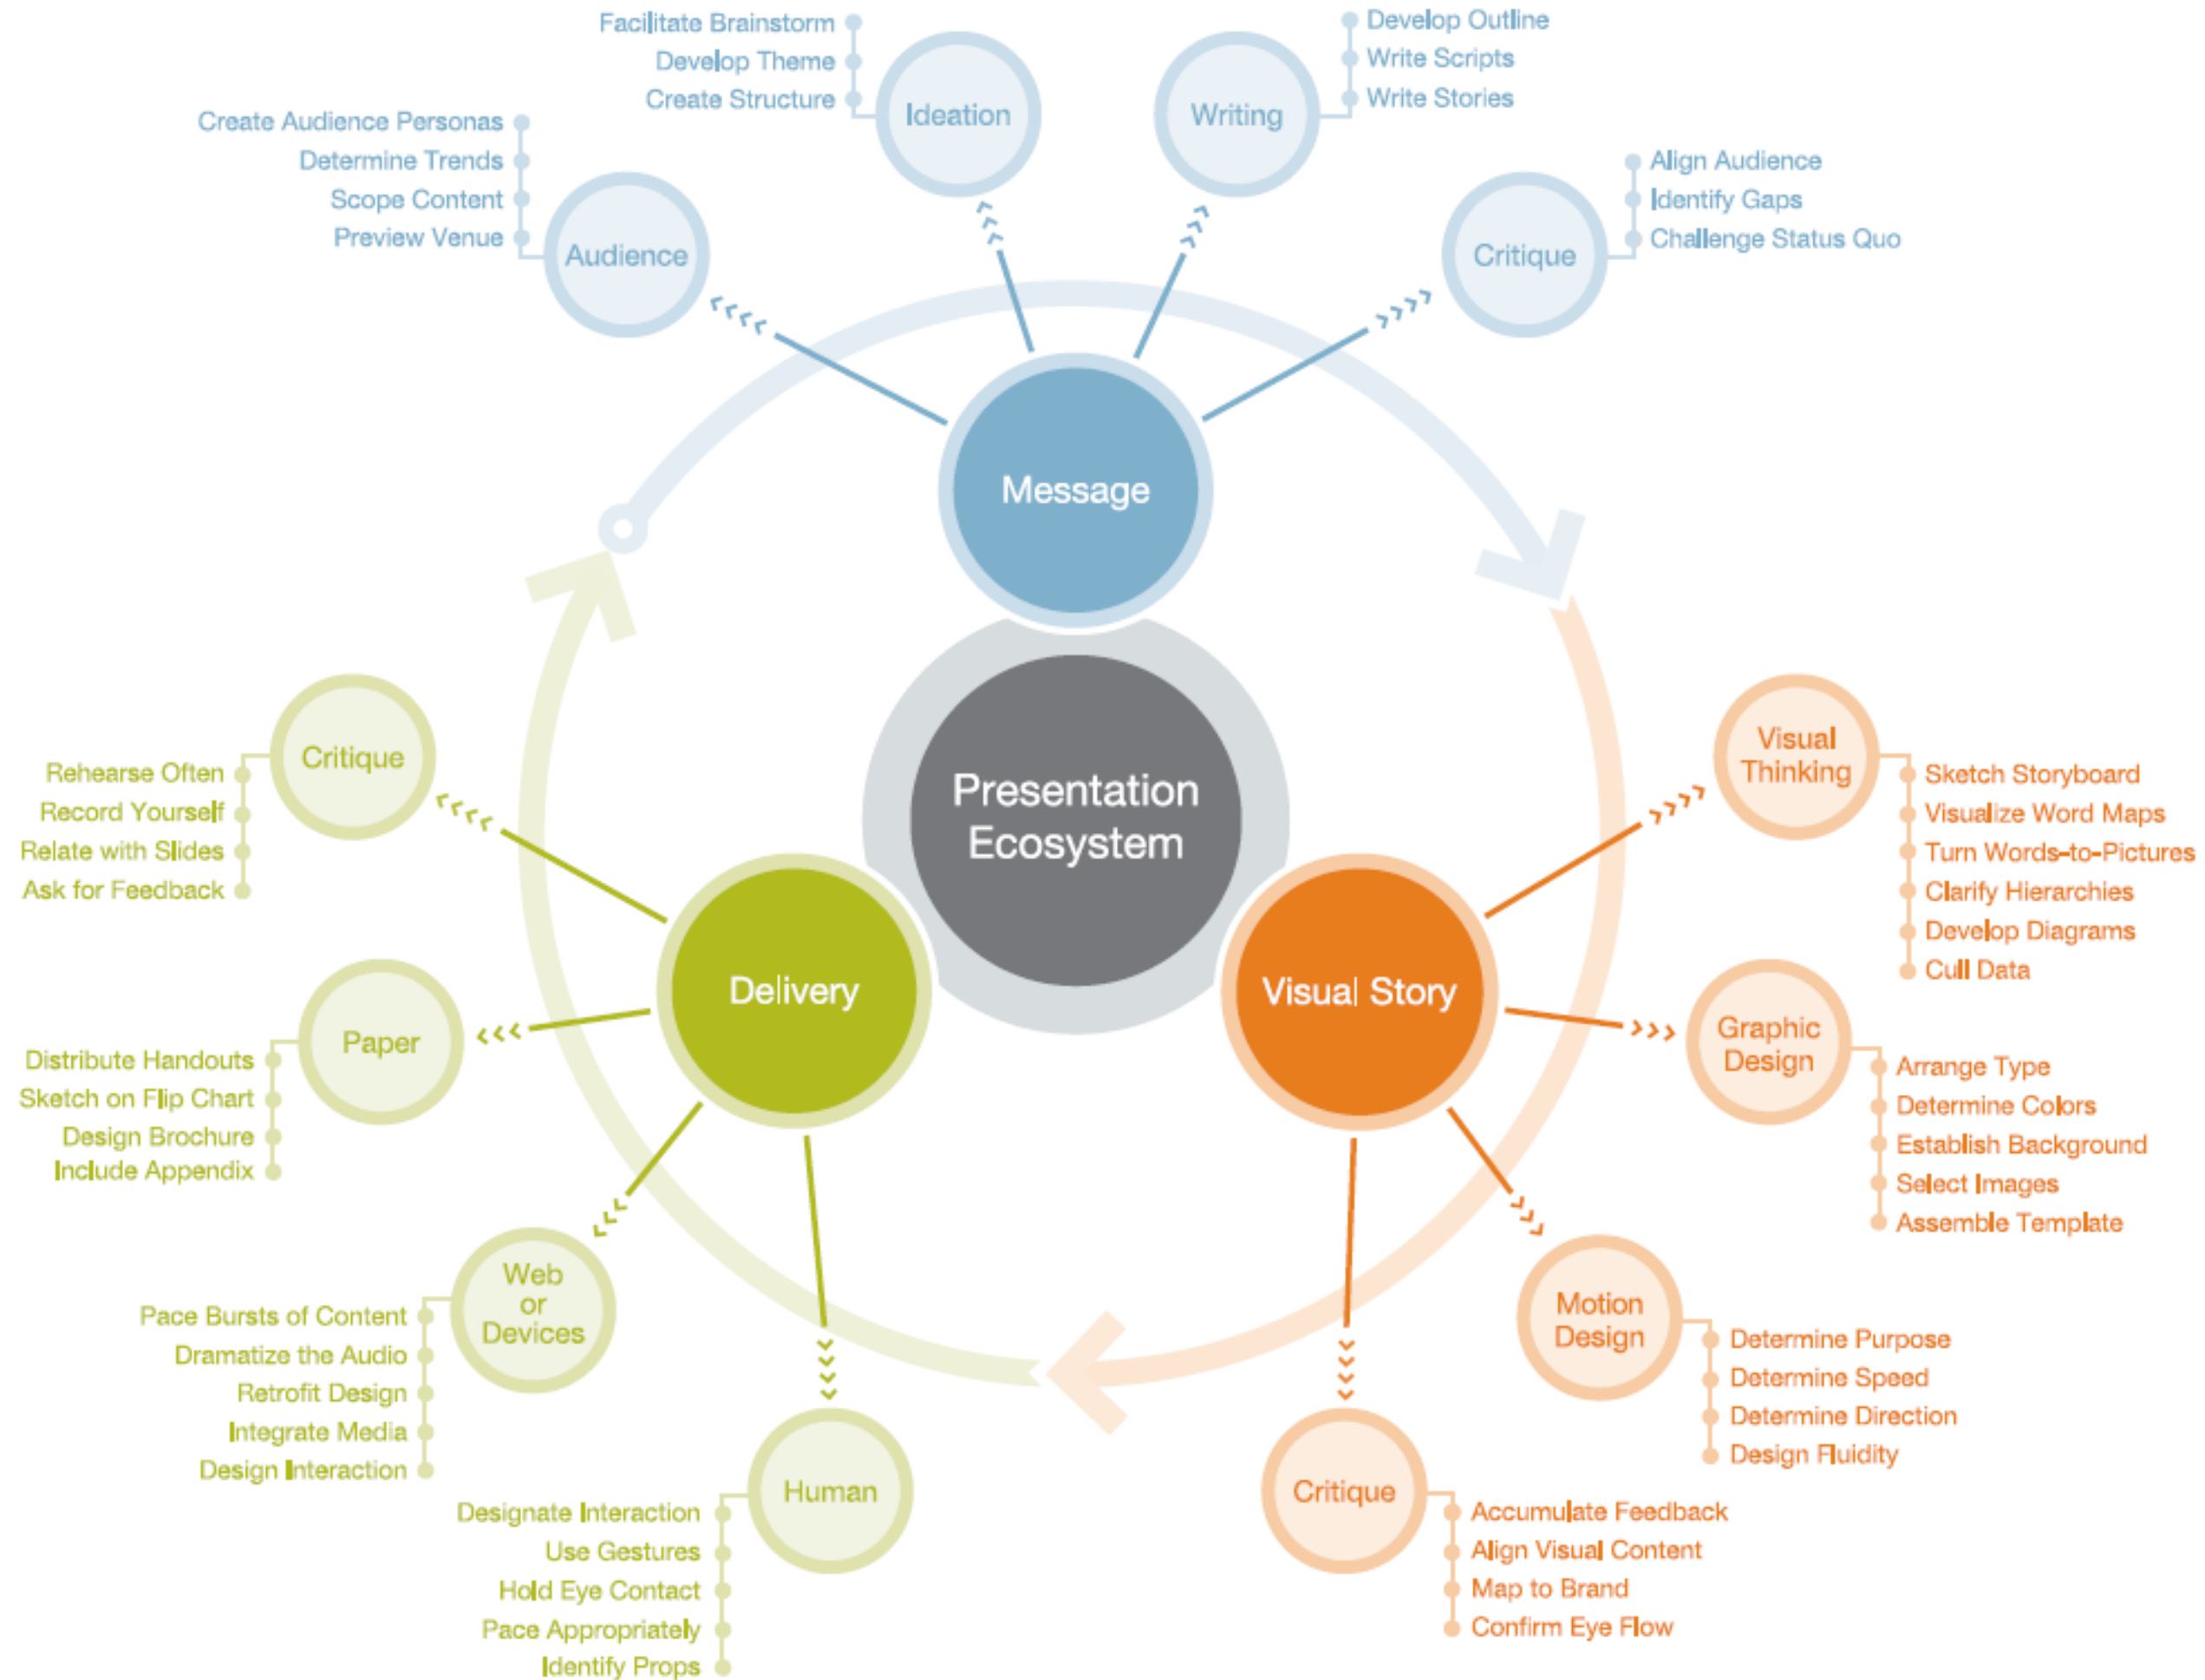 Facilitate Brainstorm
Develop Theme
Create Structure
Ideation
Develop Outline
Write Scripts
Write Stories
Writing
Create Audience Personas
Determine Trends
Scope Content
Preview Venue
Audience
Align Audience
Identify Gaps
Challenge Status Quo
Critique
Message
Presentation
Ecosystem
Visual
Thinking
Sketch Storyboard
Visualize Word Maps
Turn Words-to-Pictures
Clarify Hierarchies
Develop Diagrams
Cull Data
Visual Story
Graphic
Design
Arrange Type
Determine Colors
Establish Background
Select Images
Assemble Template
Motion
Design
Determine Purpose
Determine Speed
Determine Direction
Design Fluidity
Critique
Accumulate Feedback
Align Visual Content
Map to Brand
Confirm Eye Flow
Delivery
Human
Designate Interaction
Use Gestures
Hold Eye Contact
Pace Appropriately
Identify Props
Web
or
Devices
Pace Bursts of Content
Dramatize the Audio
Retrofit Design
Integrate Media
Design Interaction
Paper
Distribute Handouts
Sketch on Flip Chart
Design Brochure
Include Appendix
Critique
Rehearse Often
Record Yourself
Relate with Slides
Ask for Feedback